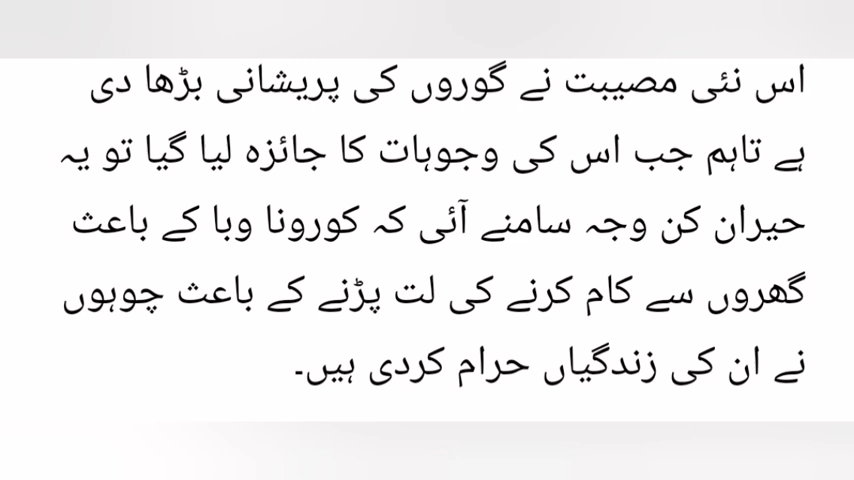 اس نئی مصیبت نے گوروں کی پریشانی بڑھا دی
ہے تاہم جب اس کی وجوہات کا جائزہ لیا گیا تو یہ
حیران کن وجہ سامنے آئی کہ کورونا وبا کے باعث
گھروں سے کام کرنے کی لت پڑنے کے باعث چوہوں
نے ان کی زندگیاں حرام کردی ہیں۔